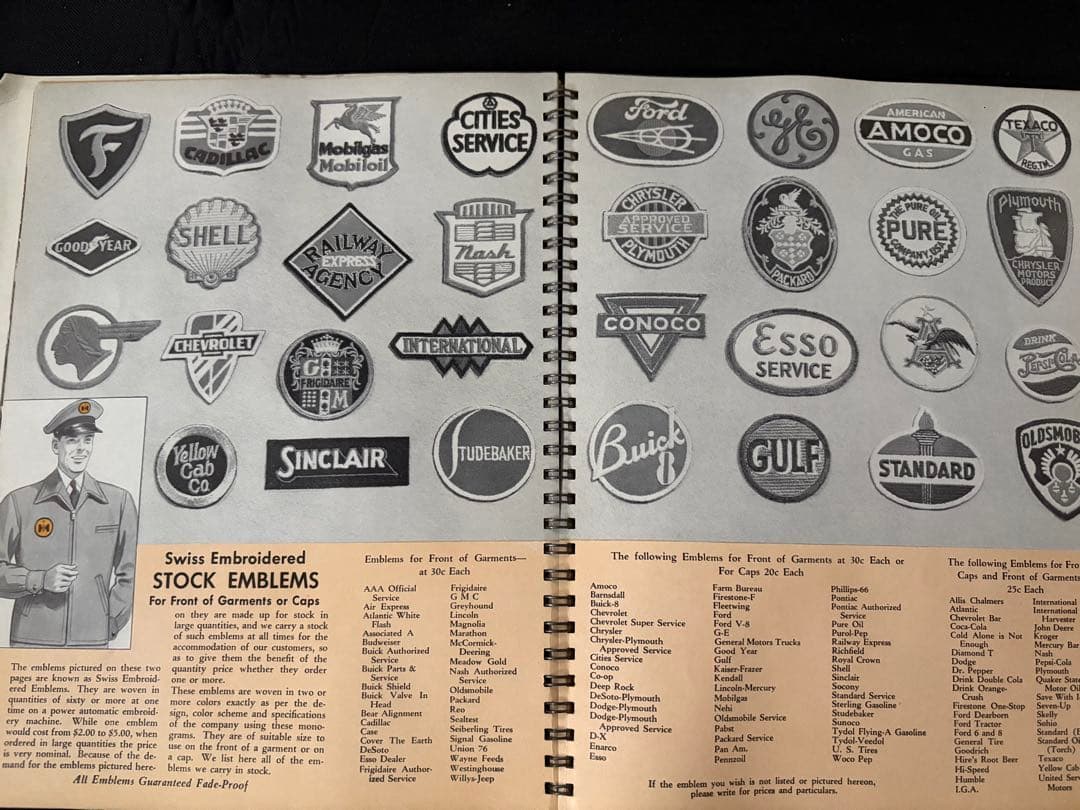 F
CADILLAC
Mobilgas
Mobiloil
CITIES
SERVICE
GOOD YEAR
SHELL
RAILWAY
EXPRESS
AGENCY
Nash
CHEVROLET
G
FRIGIDAIRE
M
INTERNATIONAL
Yellow
Cab
Co.
SINCLAIR
STUDEBAKER
Ford
GE
AMERICAN
AMOCO
GAS
TEXACO
T
REG.T.M.
CHRYSLER
APPROVED
SERVICE
PLYMOUTH
PACKARD
THE PURE OIL
PURE
COMPANY, U.S.A.
Plymouth
CHRYSLER
MOTORS
PRODUCT
CONOCO
Esso
SERVICE
A
DRINK
Pepsi-Cola
Buick
8
GULF
STANDARD
OLDSMOB
Swiss Embroidered
STOCK EMBLEMS
For Front of Garments or Caps
The emblems pictured on these two
pages are known as Swiss Embroid-
ered Emblems. They are woven in
quantities of sixty or more at one
time on a power automatic embroid-
ery machine. While one emblem
would cost from $2.00 to $5.00, when
ordered in large quantities the price
is very nominal. Because of the de-
mand for the emblems pictured here-
on they are made up for stock in
large quantities, and we carry a stock
of such emblems at all times for the
accommodation of our customers, so
as to give them the benefit of the
quantity price whether they order
one or more.
These emblems are woven in two or
more colors exactly as per the de-
sign, color scheme and specifications
of the company using these mono-
grams. They are of suitable size to
use on the front of a garment or on
a cap. We list here all of the em-
blems we carry in stock.
All Emblems Guaranteed Fade-Proof
Emblems for Front of Garments—
at 30c Each
AAA Official
Service
Air Express
Atlantic White
Flash
Associated A
Budweiser
Buick Authorized
Service
Buick Parts &
Service
Buick Shield
Buick Valve In
Head
Bear Alignment
Cadillac
Case
Cover The Earth
DeSoto
Esso Dealer
Frigidaire Author-
ized Service
Frigidaire
G M C
Greyhound
Lincoln
Magnolia
Marathon
McCormick-
Deering
Meadow Gold
Nash Authorized
Service
Oldsmobile
Packard
Reo
Sealtest
Seiberling Tires
Signal Gasoline
Union 76
Wayne Feeds
Westinghouse
Willys-Jeep
The following Emblems for Front of Garments at 30c Each or
For Caps 20c Each
Amoco
Barnsdall
Buick-8
Chevrolet
Chevrolet Super Service
Chrysler
Chrysler-Plymouth
Approved Service
Cities Service
Conoco
Co-op
Deep Rock
DeSoto-Plymouth
Dodge-Plymouth
Dodge-Plymouth
Approved Service
D-X
Enarco
Esso
Farm Bureau
Firestone-F
Fleetwing
Ford
Ford V-8
G-E
General Motors Trucks
Good Year
Gulf
Kaiser-Frazer
Kendall
Lincoln-Mercury
Mobilgas
Nehi
Oldsmobile Service
Pabst
Packard Service
Pan Am.
Pennzoil
Phillips-66
Pontiac
Pontiac Authorized
Service
Pure Oil
Purol-Pep
Railway Express
Richfield
Royal Crown
Shell
Sinclair
Socony
Standard Service
Sterling Gasoline
Studebaker
Sunoco
Tydol Flying-A Gasoline
Tydol-Veedol
U. S. Tires
Woco Pep
If the emblem you wish is not listed or pictured hereon,
please write for prices and particulars.
The following Emblems for Fro
Caps and Front of Garments
25c Each
Allis Chalmers
Atlantic
Chevrolet Bar
Coca-Cola
Cold Alone is Not
Enough
Diamond T
Dodge
Dr. Pepper
Drink Double Cola
Drink Orange-
Crush
Firestone One-Stop
Ford Dearborn
Ford Tractor
Ford 6 and 8
General Tire
Goodrich
Hire's Root Beer
Hi-Speed
Humble
I.G.A.
International
International
Harvester
John Deere
Kroger
Mercury Bar
Nash
Pepsi-Cola
Plymouth
Quaker State
Motor Oil
Save With I
Seven-Up
Skelly
Sohio
Standard (E
Standard Oi
(Torch)
Texaco
Yellow Cab
United Serv
Motors